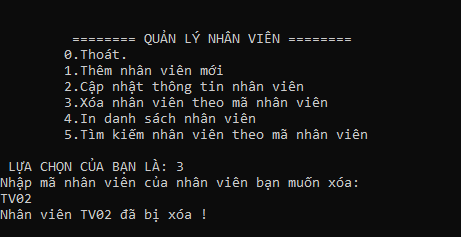 ======== QUẢN LÝ NHÂN VIÊN ========
0.Thoát.
1.Thêm nhân viên mới
2.Cập nhật thông tin nhân viên
3.Xóa nhân viên theo mã nhân viên
4.In danh sách nhân viên
5.Tìm kiếm nhân viên theo mã nhân viên
LỰA CHỌN CỦA BẠN LÀ: 3
Nhập mã nhân viên của nhân viên bạn muốn xóa:
TV02
Nhân viên TV02 đã bị xóa !